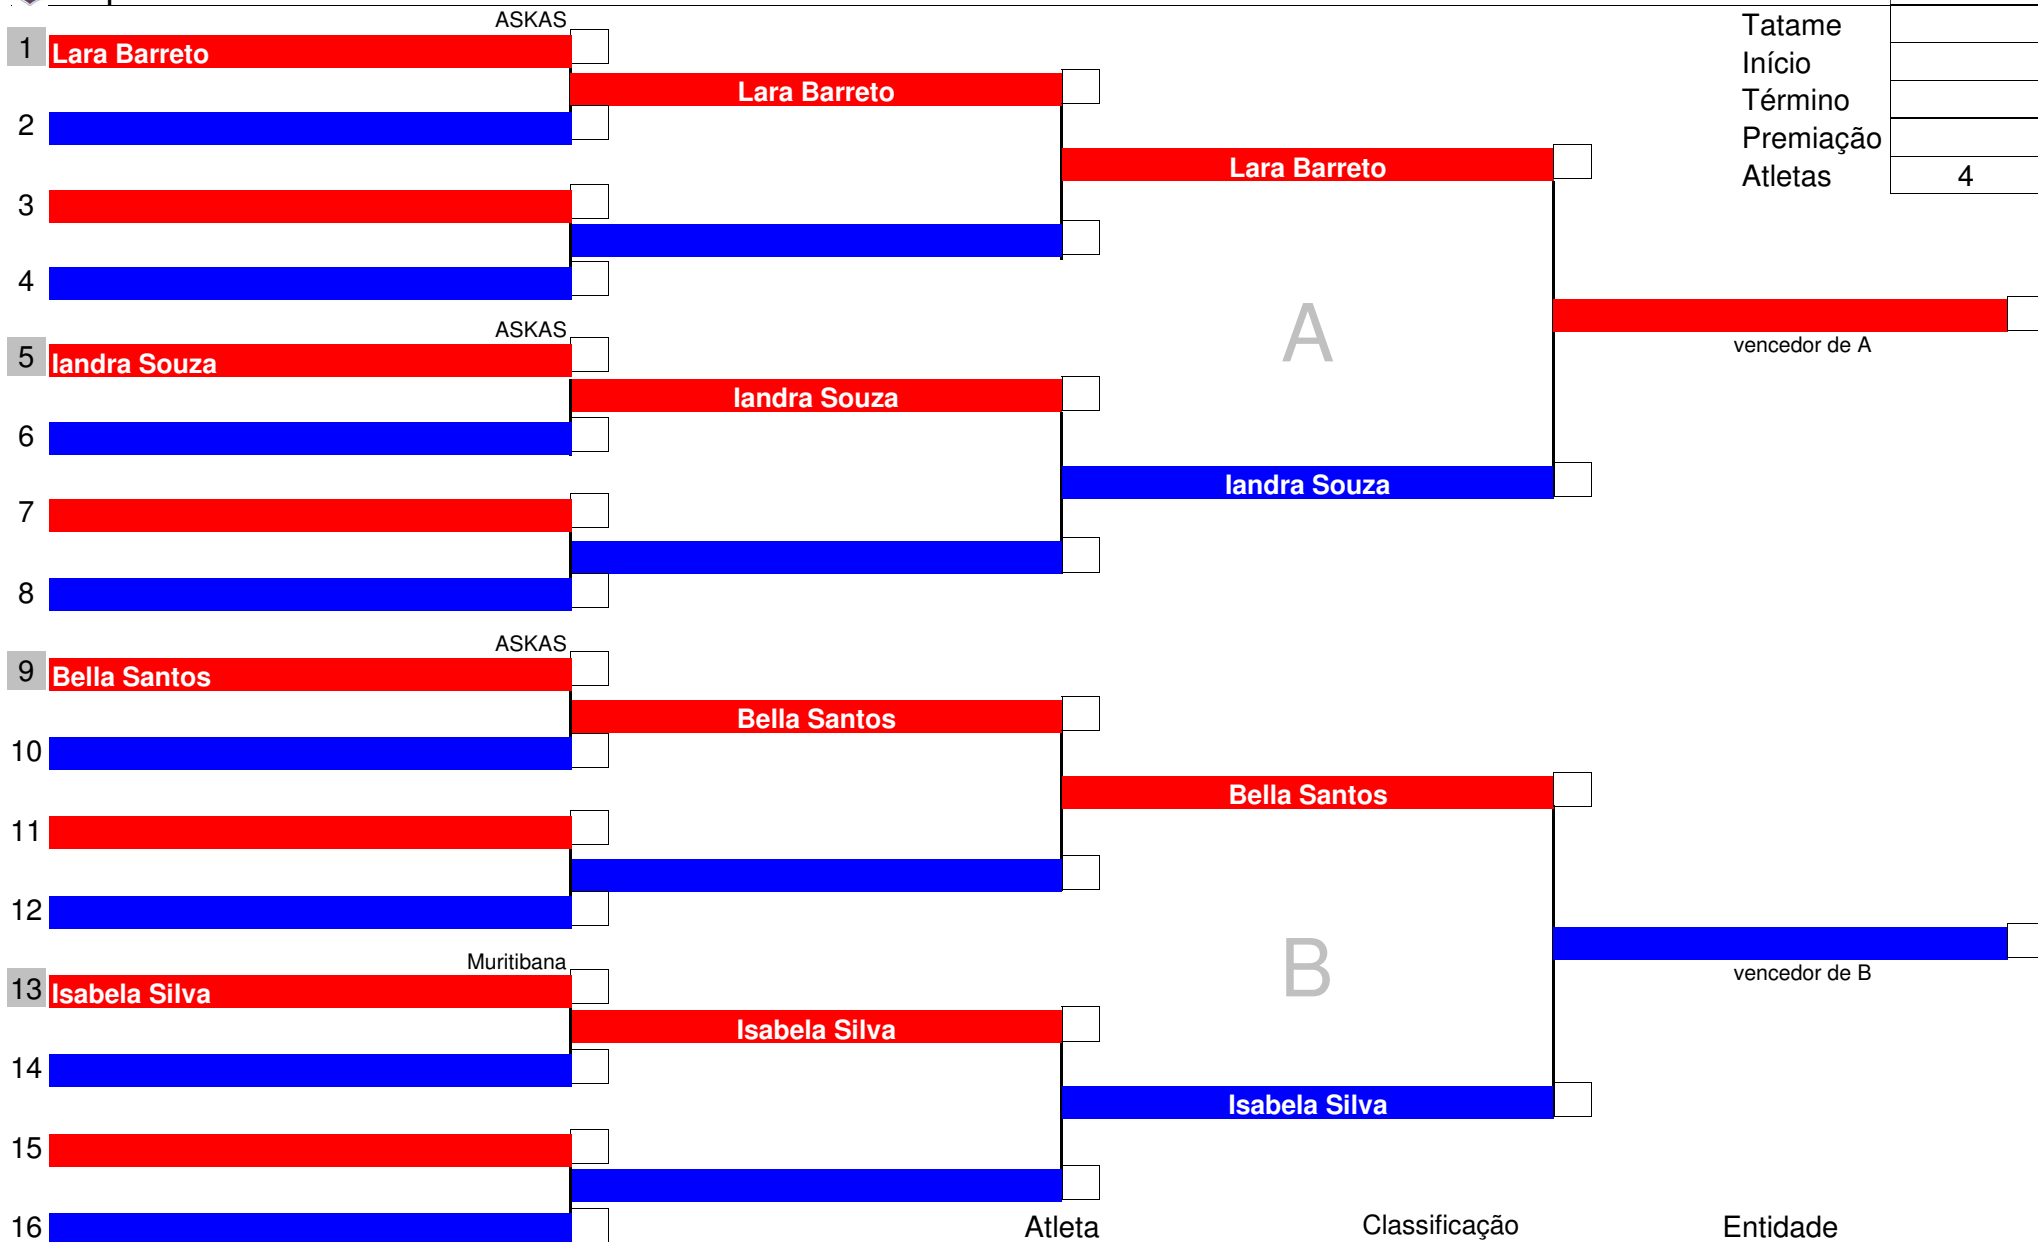 ASKAS
Tatame
1 Lara Barreto
Início
Lara Barreto
Término
2
Premiação
Lara Barreto
Atletas 4
3
4
ASKAS
A
vencedor de A
5 Iandra Souza
Iandra Souza
6
Iandra Souza
7
8
ASKAS
9 Bella Santos
Bella Santos
10
Bella Santos
11
12
Muritibana
B
vencedor de B
13 Isabela Silva
Isabela Silva
14
Isabela Silva
15
16
Atleta Classificação Entidade